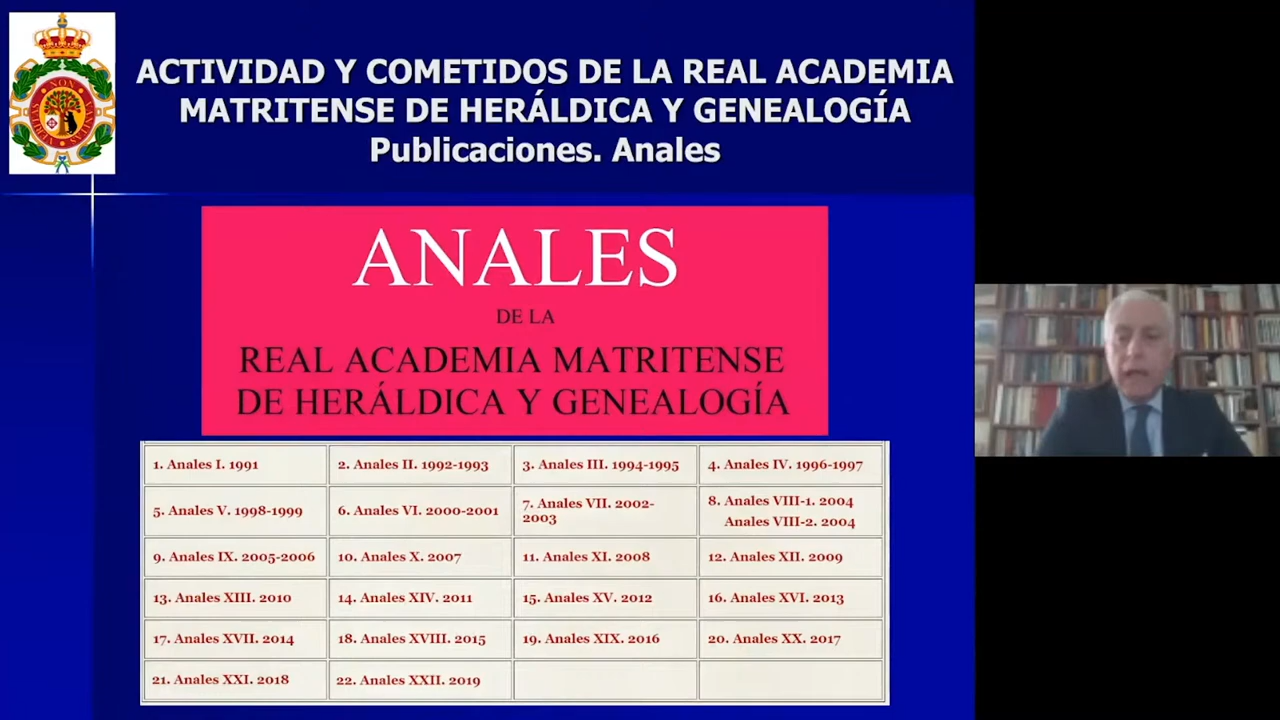 ACTIVIDAD Y COMETIDOS DE LA REAL ACADEMIA
MATRITENSE DE HERÁLDICA Y GENEALOGÍA
Publicaciones. Anales
ANALES
DE LA
REAL ACADEMIA MATRITENSE
DE HERÁLDICA Y GENEALOGÍA
1. Anales I. 1991
2. Anales II. 1992-1993
3. Anales III. 1994-1995
4. Anales IV. 1996-1997
5. Anales V. 1998-1999
6. Anales VI. 2000-2001
7. Anales VII. 2002-
2003
8. Anales VIII-1. 2004
Anales VIII-2. 2004
9. Anales IX. 2005-2006
10. Anales X. 2007
11. Anales XI. 2008
12. Anales XII. 2009
13. Anales XIII. 2010
14. Anales XIV. 2011
15. Anales XV. 2012
16. Anales XVI. 2013
17. Anales XVII. 2014
18. Anales XVIII. 2015
19. Anales XIX. 2016
20. Anales XX. 2017
21. Anales XXI. 2018
22. Anales XXII. 2019